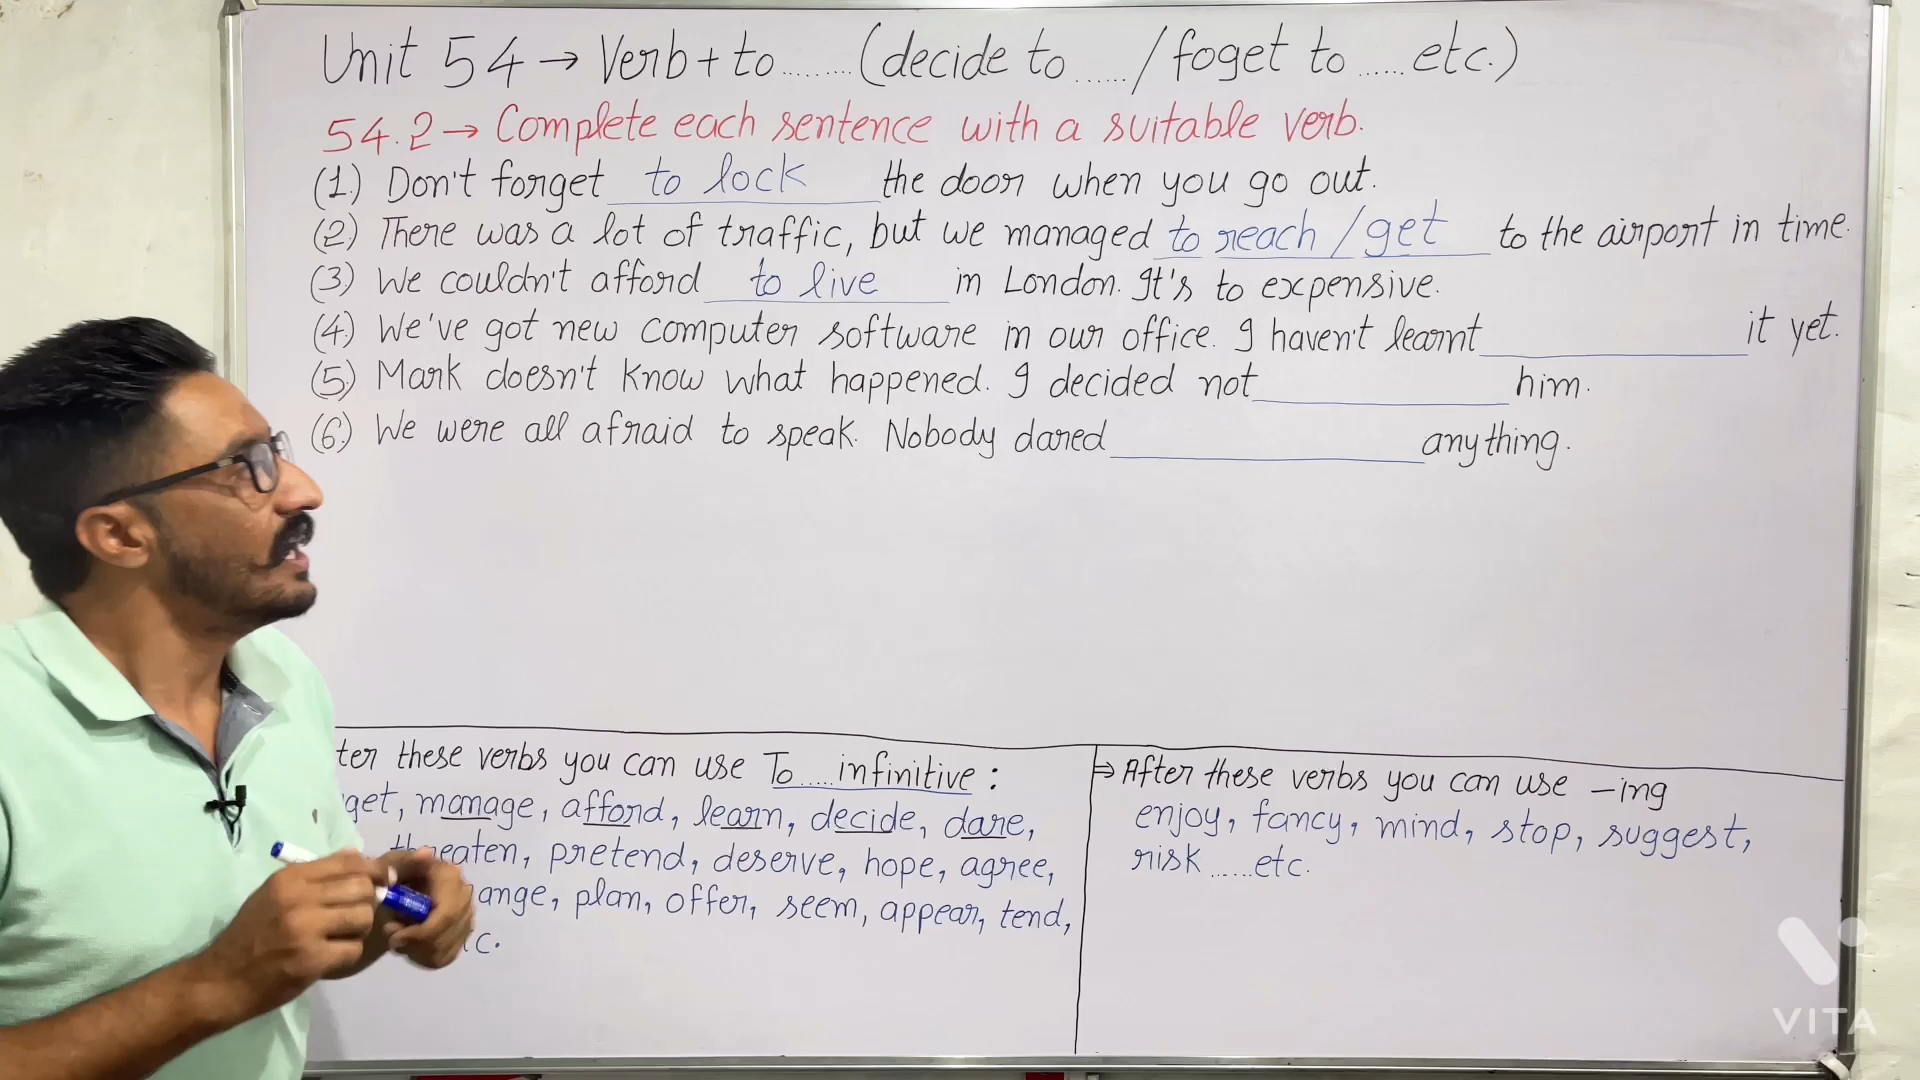 Unit 54 → Verb + to ........ (decide to ...... / foget to ..... etc.)
54.2 → Complete each sentence with a suitable verb.
(1.) Don't forget to lock the door when you go out.
(2) There was a lot of traffic, but we managed to reach / get to the airport in time.
(3) We couldn't afford to live in London. It's to expensive.
(4) We've got new computer software in our office. I haven't learnt __________ it yet.
(5) Mark doesn't know what happened. I decided not __________ him.
(6) We were all afraid to speak. Nobody dared __________ anything.
these verbs you can use To .... infinitive :
manage, afford, learn, decide, dare,
threaten, pretend, deserve, hope, agree,
plan, offer, seem, appear, tend,
⇒ After these verbs you can use -ing
enjoy, fancy, mind, stop, suggest,
risk ......etc.
VITA